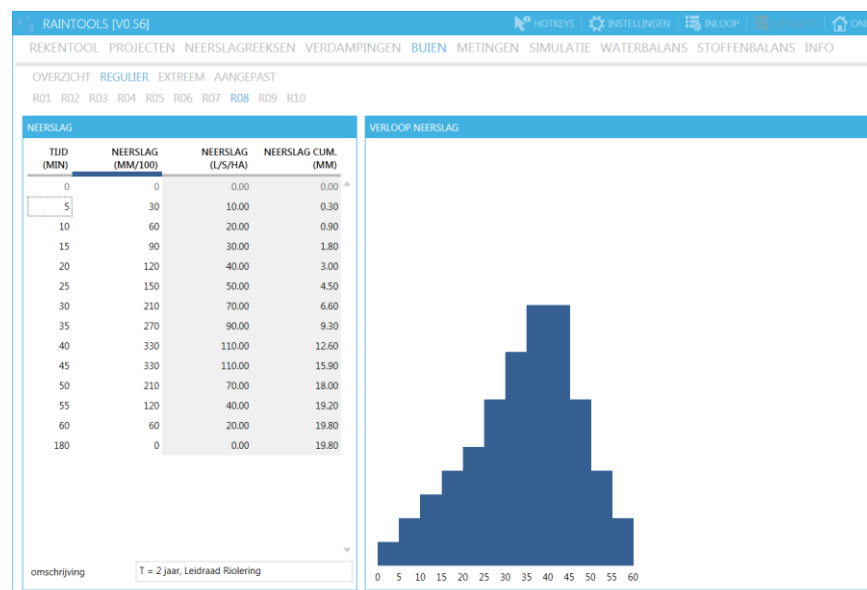 RAINTOOLS [V0,56] HOTKEYS INSTELLINGEN INLOOP
REKENTOOL PROJECTEN NEERSLAGREEKSEN VERDAMPINGEN BUIEN METINGEN SIMULATIE WATERBALANS STOFFENBALANS INFO
OVERZICHT REGULIER EXTREEM AANGEPAST
R01 R02 R03 R04 R05 R06 R07 R08 R09 R10
NEERSLAG
TIJD (MIN) NEERSLAG (MM/100) NEERSLAG (L/S/HA) NEERSLAG CUM. (MM)
0 0 0.00 0.00
5 30 10.00 0.30
10 60 20.00 0.90
15 90 30.00 1.80
20 120 40.00 3.00
25 150 50.00 4.50
30 210 70.00 6.60
35 270 90.00 9.30
40 330 110.00 12.60
45 330 110.00 15.90
50 210 70.00 18.00
55 120 40.00 19.20
60 60 20.00 19.80
180 0 0.00 19.80
omschrijving T = 2 jaar, Leidraad Riolering
VERLOOP NEERSLAG
0 5 10 15 20 25 30 35 40 45 50 55 60